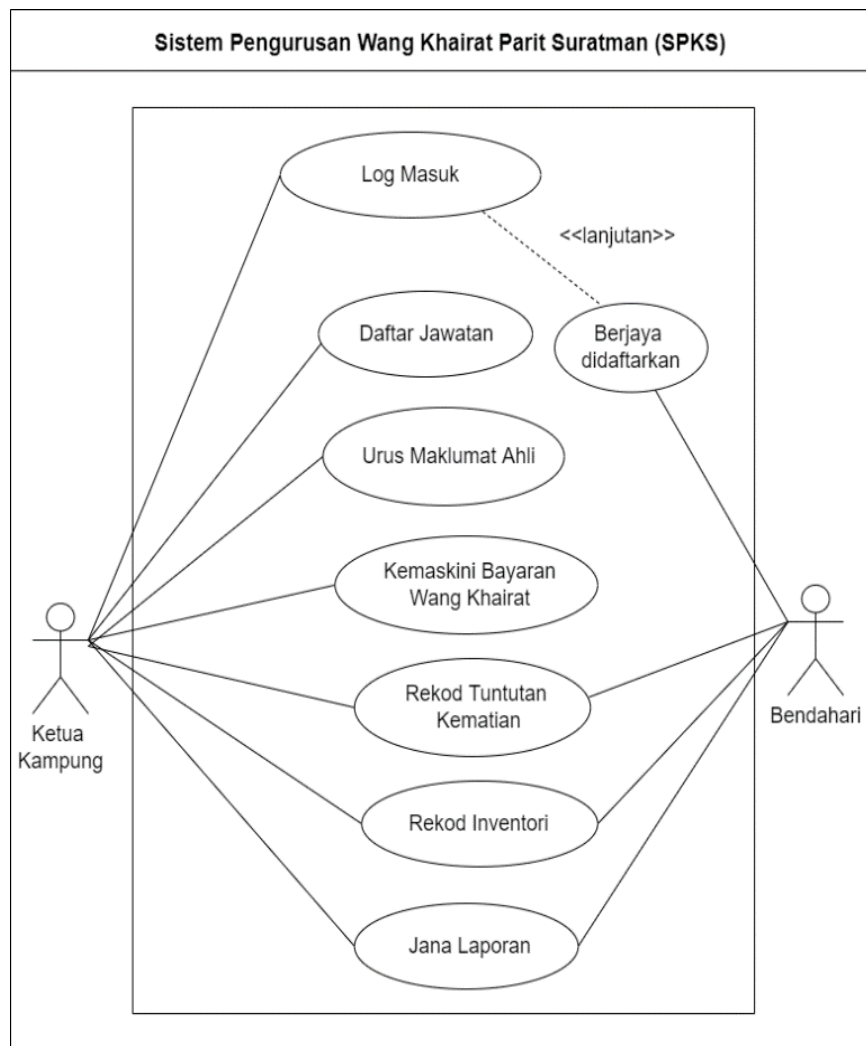 Sistem Pengurusan Wang Khairat Parit Suratman (SPKS)
Log Masuk
<<lanjutan>>
Daftar Jawatan
Berjaya
didaftarkan
Urus Maklumat Ahli
Kemaskini Bayaran
Wang Khairat
Rekod Tuntutan
Kematian
Ketua
Kampung
Bendahari
Rekod Inventori
Jana Laporan